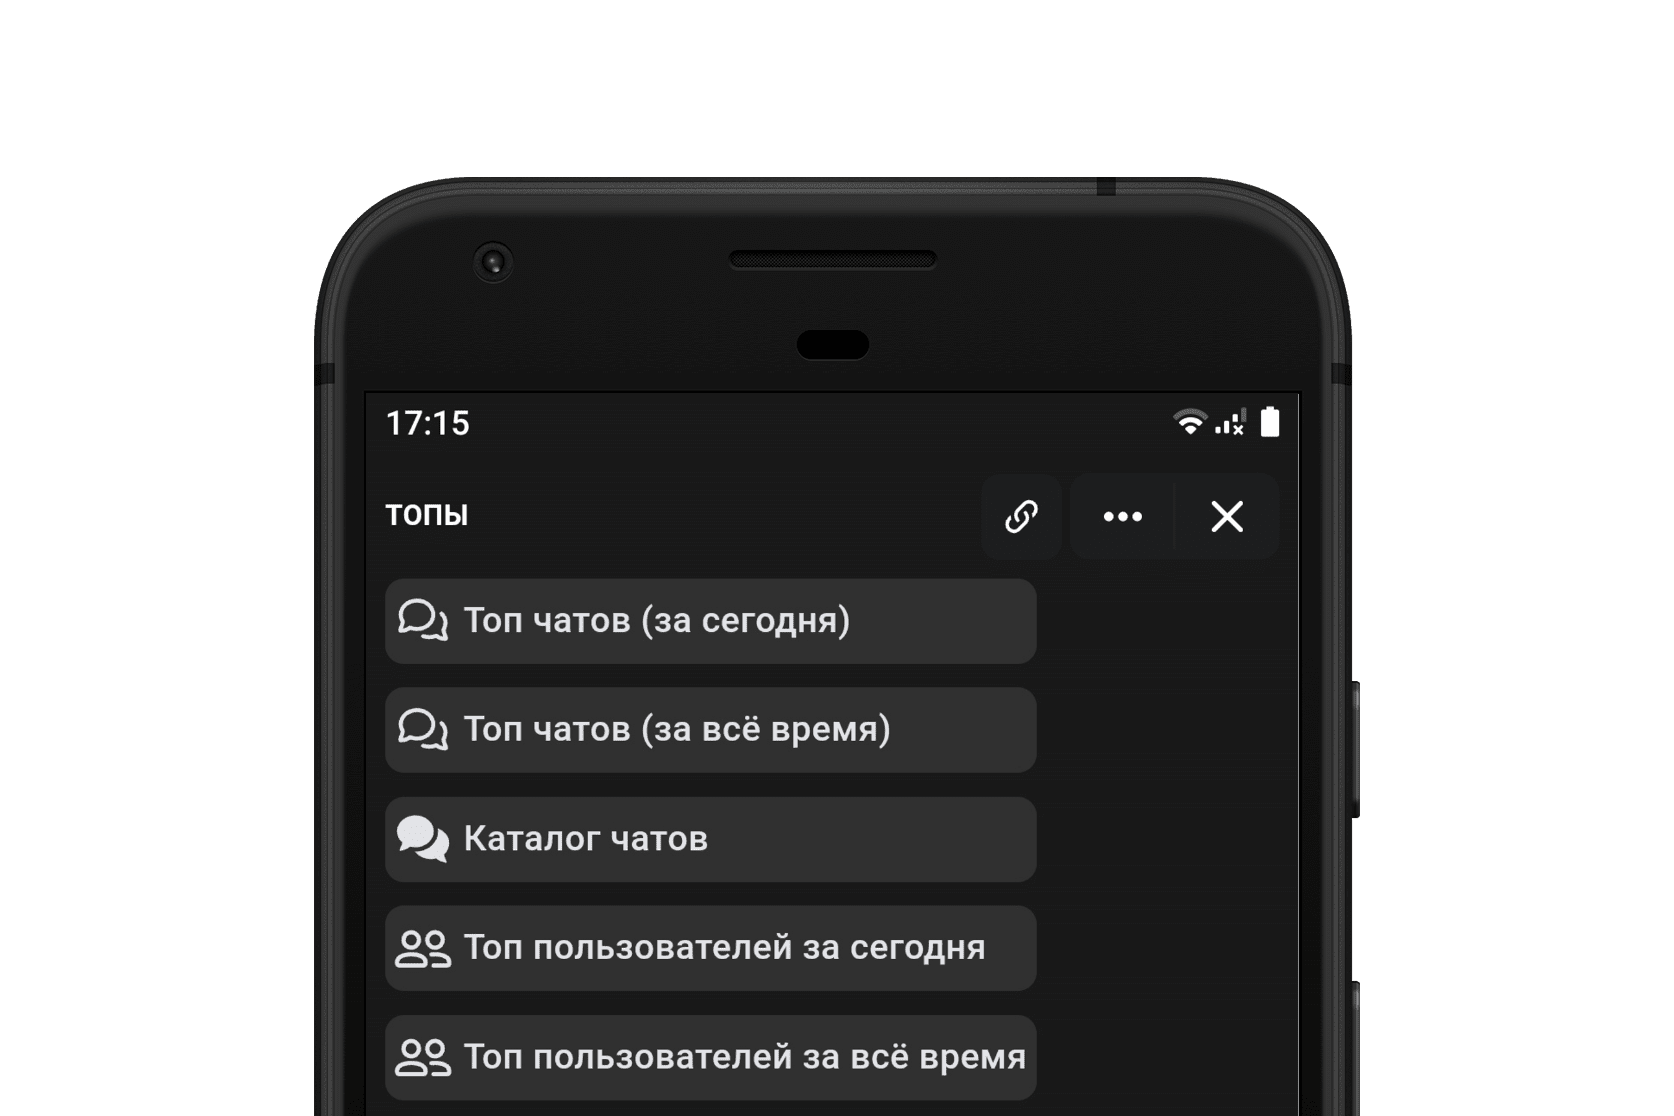 17:15
ТОПЫ
Топ чатов (за сегодня)
Топ чатов (за всё время)
Каталог чатов
Топ пользователей за сегодня
Топ пользователей за всё время